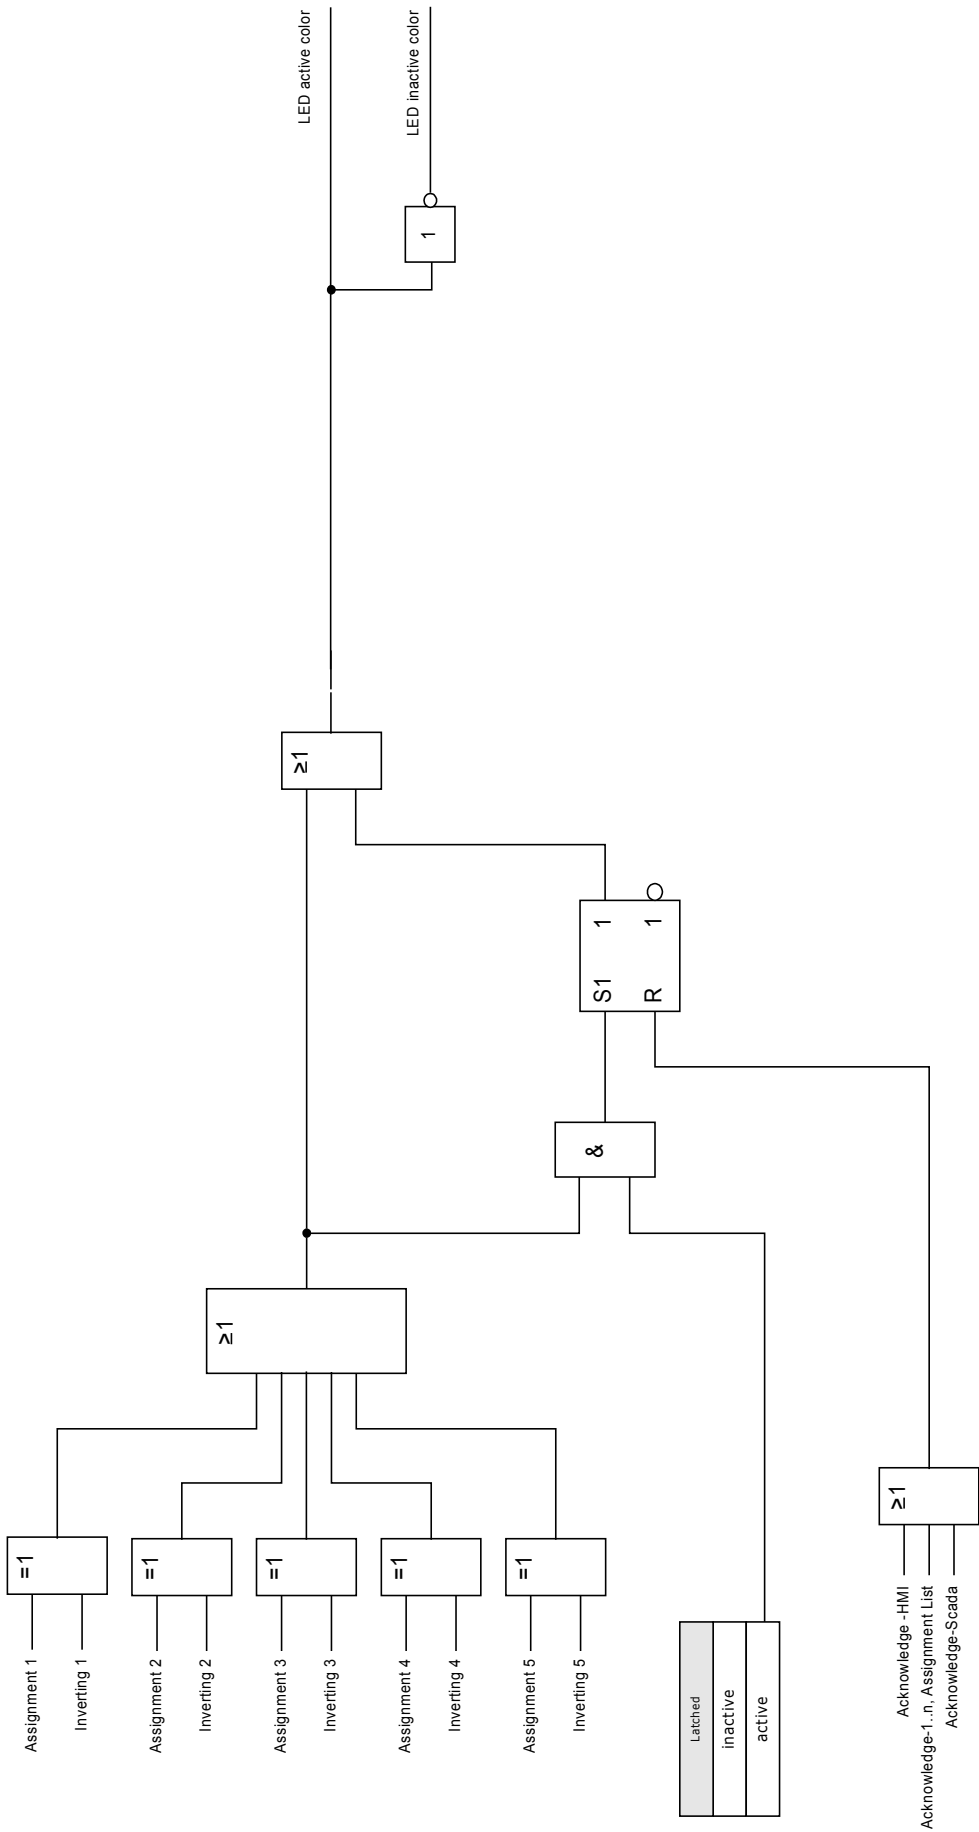 LED active color
LED inactive color
1
≥1
S1 1
R 1
&
≥1
=1
=1
=1
=1
=1
≥1
Assignment 1
Inverting 1
Assignment 2
Inverting 2
Assignment 3
Inverting 3
Assignment 4
Inverting 4
Assignment 5
Inverting 5
Latched
inactive
active
Acknowledge -HMI
Acknowledge-1..n, Assignment List
Acknowledge-Scada